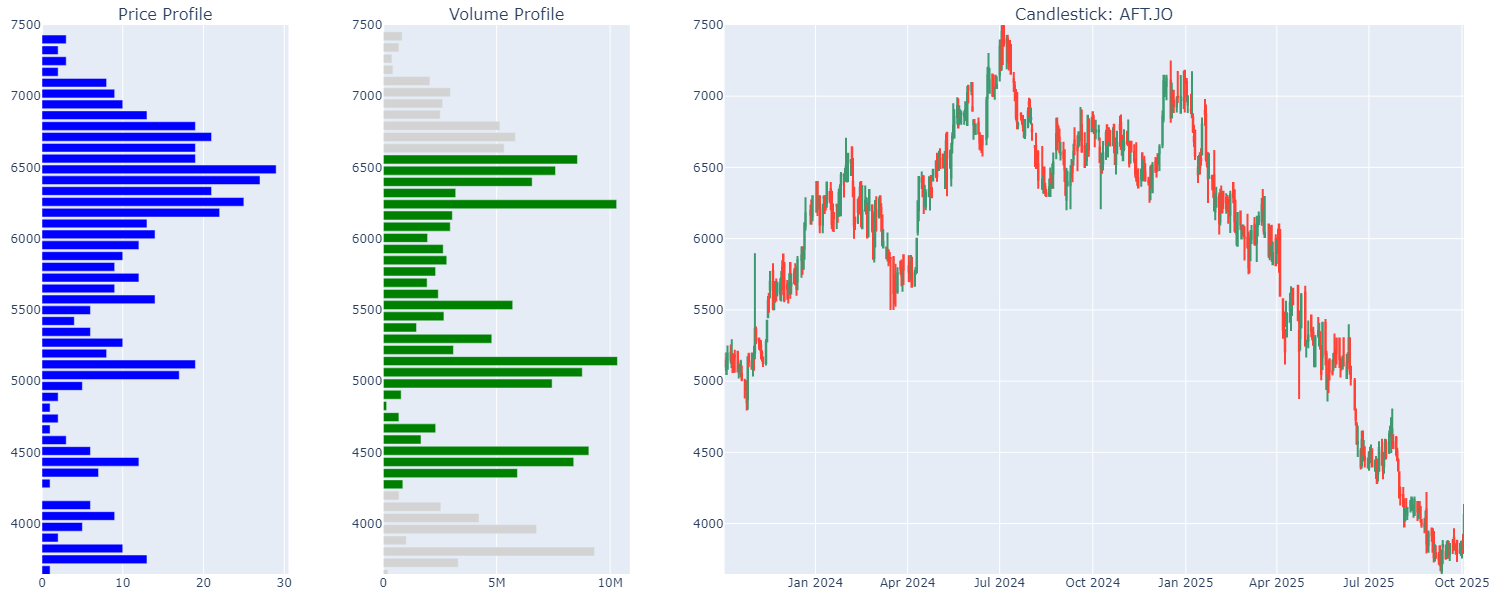 Price Profile
Volume Profile
Candlestick: AFT.JO
7500
7000
6500
6000
5500
5000
4500
4000
0
10
20
30
7500
7000
6500
6000
5500
5000
4500
4000
0
5M
10M
7500
7000
6500
6000
5500
5000
4500
4000
Jan 2024
Apr 2024
Jul 2024
Oct 2024
Jan 2025
Apr 2025
Jul 2025
Oct 2025